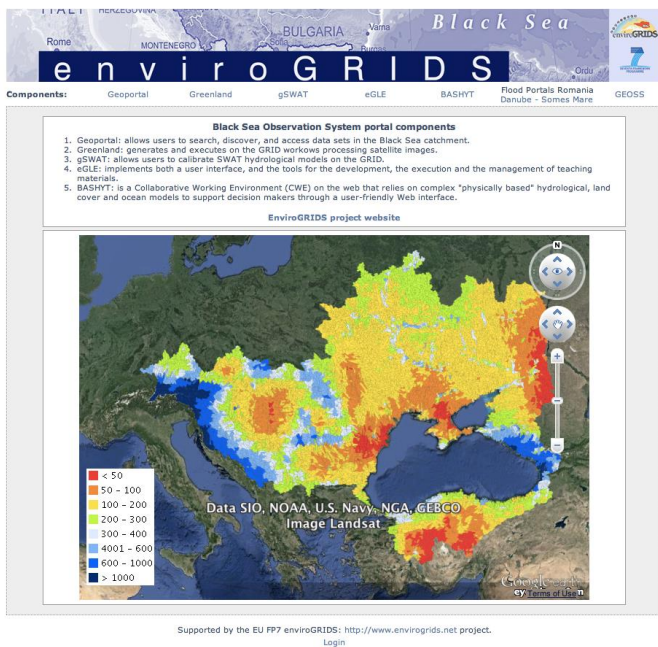 ITALY HERZEGOVINA
BULGARIA
Varna
Black Sea
Rome
MONTENEGRO
Sofia
Burgas
Ordu
enviroGRIDS
enviroGRIDS
7
Components: Geoportal Greenland gSWAT eGLE BASHYT Flood Portals Romania GEOSS
Danube - Somes Mare
Black Sea Observation System portal components
1. Geoportal: allows users to search, discover, and access data sets in the Black Sea catchment.
2. Greenland: generates and executes on the GRID workows processing satellite images.
3. gSWAT: allows users to calibrate SWAT hydrological models on the GRID.
4. eGLE: implements both a user interface, and the tools for the development, the execution and the management of teaching
materials.
5. BASHYT: is a Collaborative Working Environment (CWE) on the web that relies on complex "physically based" hydrological, land
cover and ocean models to support decision makers through a user-friendly Web interface.
EnviroGRIDS project website
N
< 50
50 - 100
100 - 200
200 - 300
300 - 400
4001 - 600
600 - 1000
> 1000
Data SIO, NOAA, U.S. Navy, NGA, GEBCO
Image Landsat
Google earth
Terms of Use
Supported by the EU FP7 enviroGRIDS: http://www.envirogrids.net project.
Login